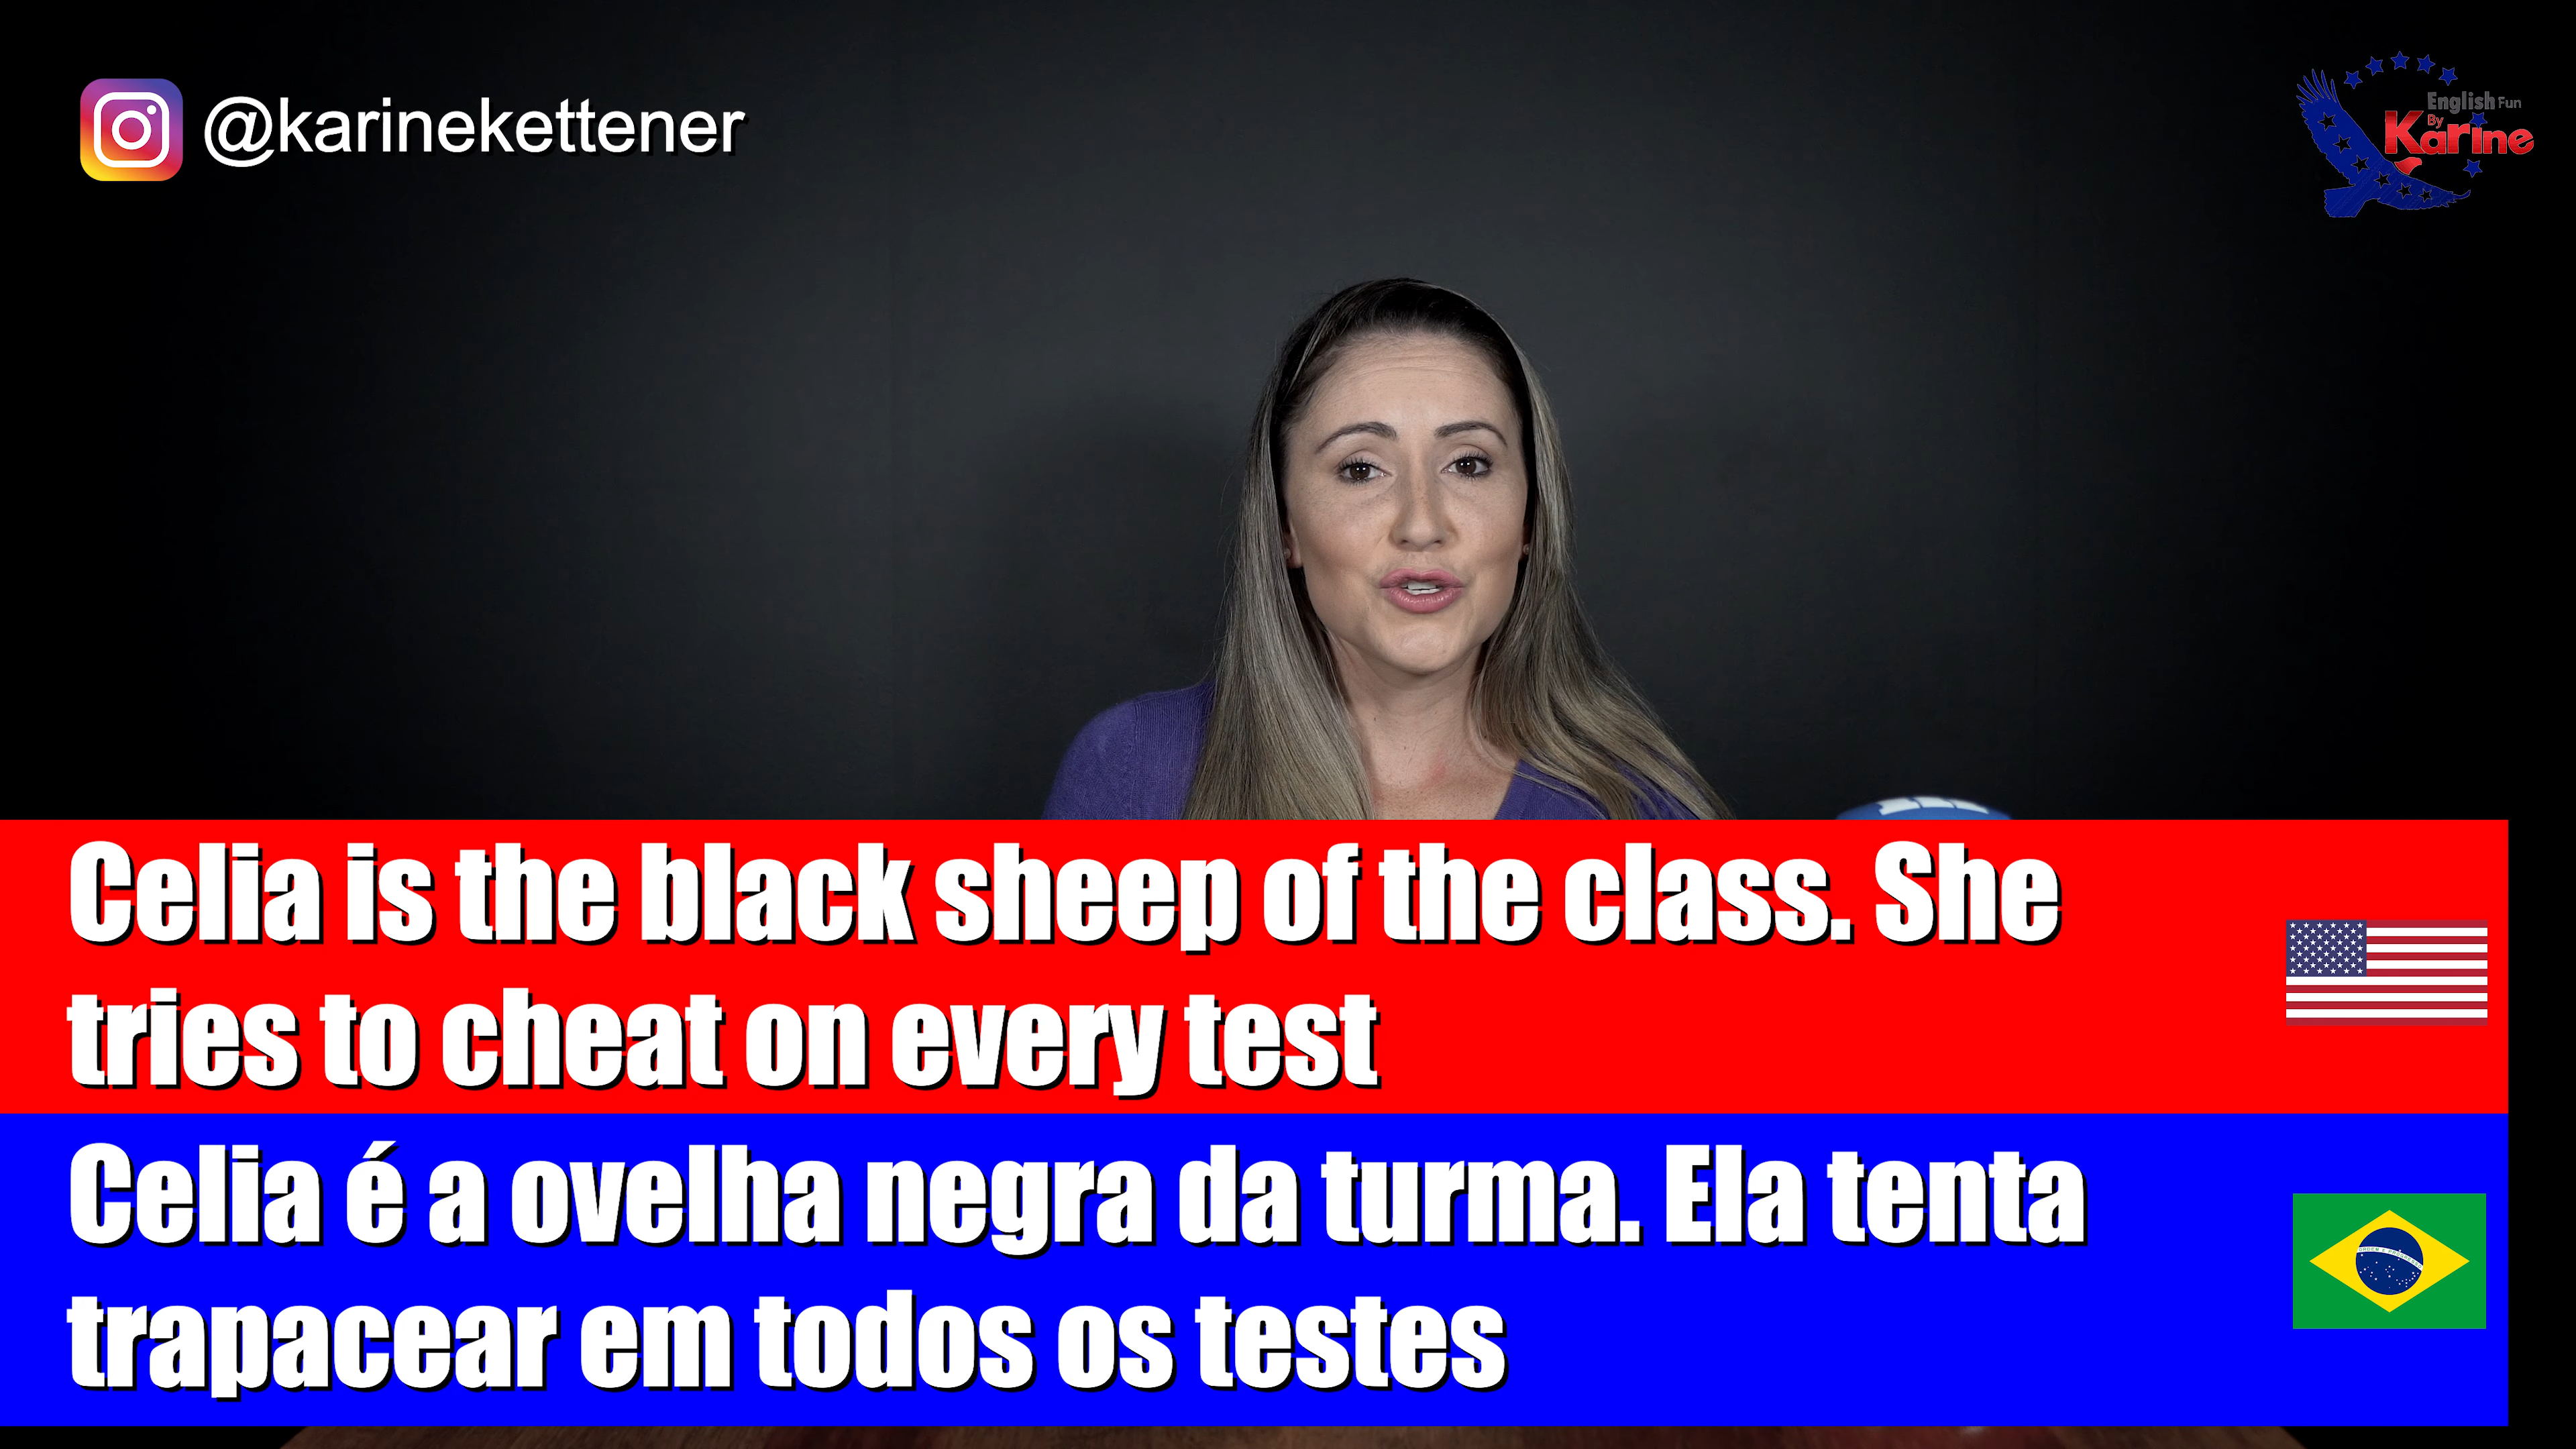 @karinekettener
English Fun
By
Karine
Celia is the black sheep of the class. She
tries to cheat on every test
Celia é a ovelha negra da turma. Ela tenta
trapacear em todos os testes